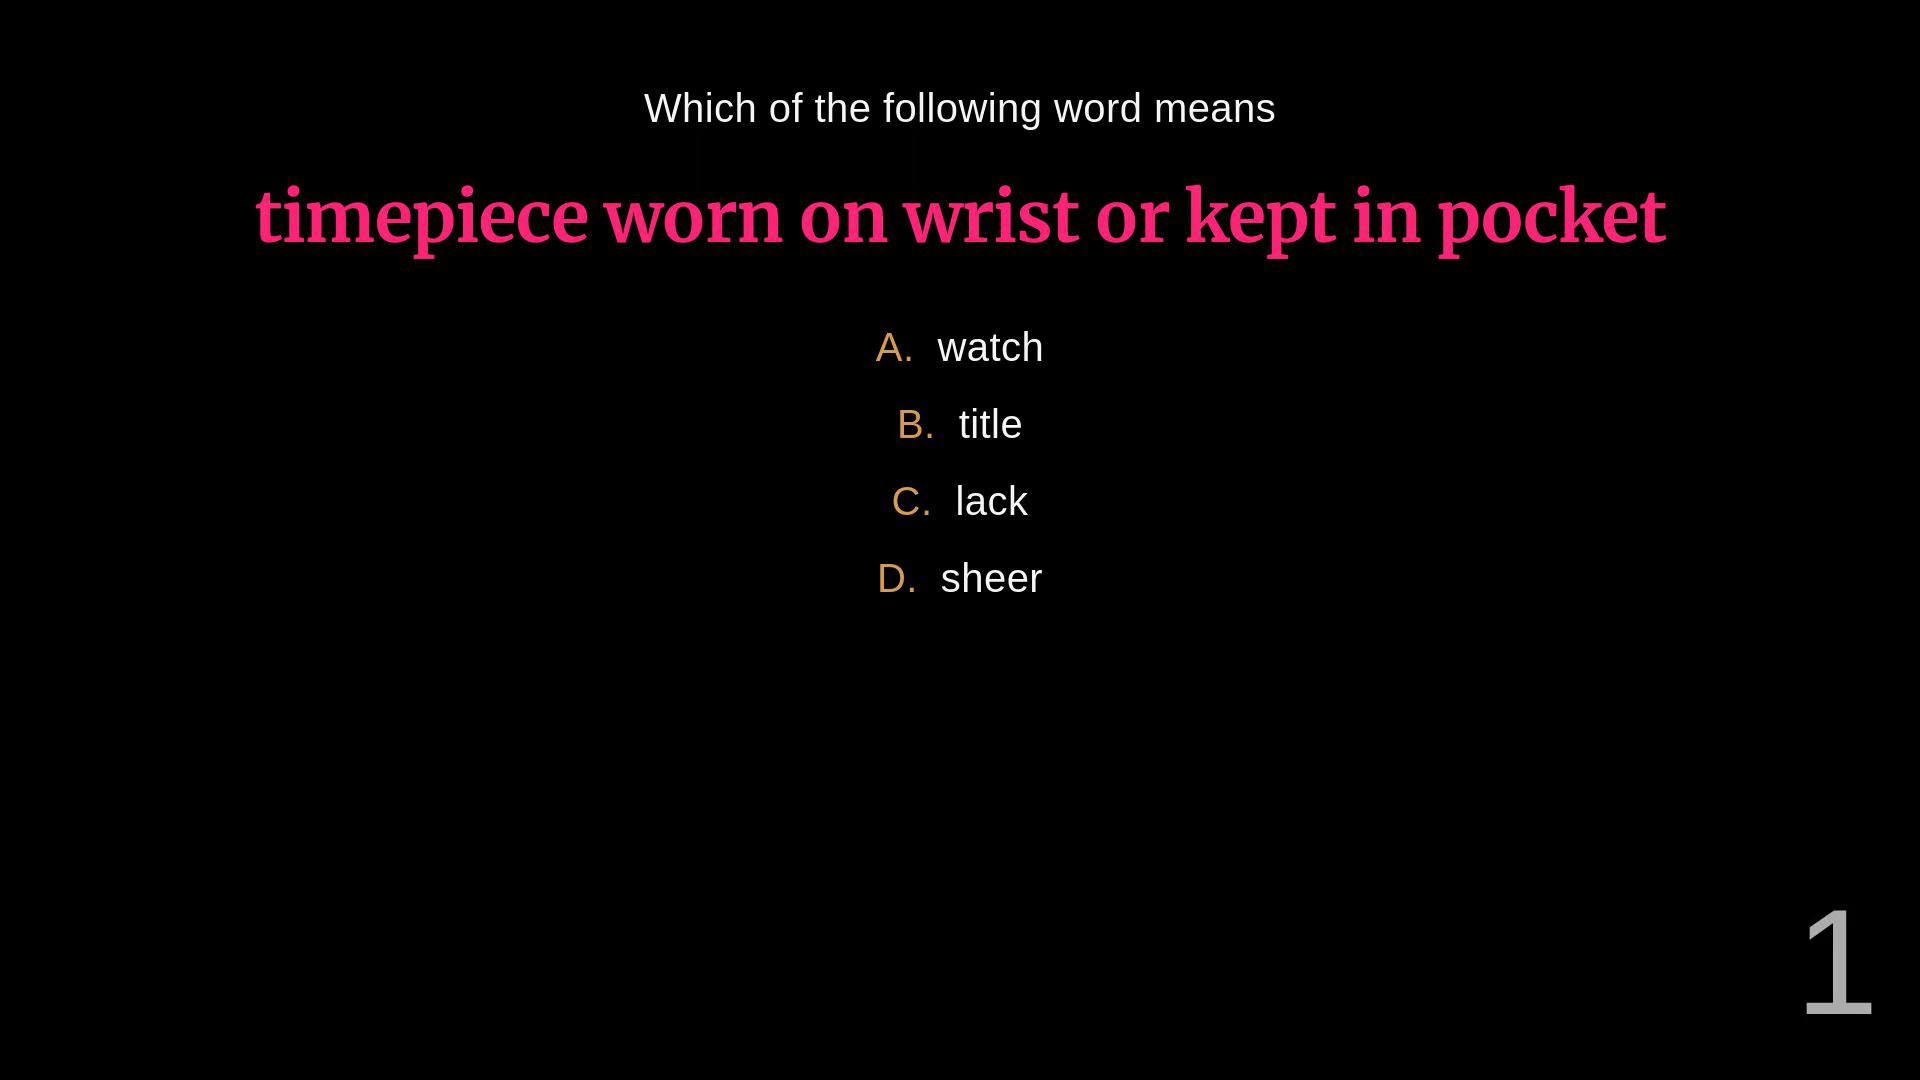 Which of the following word means
timepiece worn on wrist or kept in pocket
A. watch
B. title
C. lack
D. sheer
1